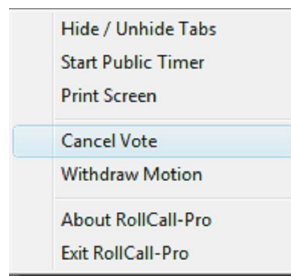 Hide / Unhide Tabs
Start Public Timer
Print Screen
Cancel Vote
Withdraw Motion
About RollCall-Pro
Exit RollCall-Pro